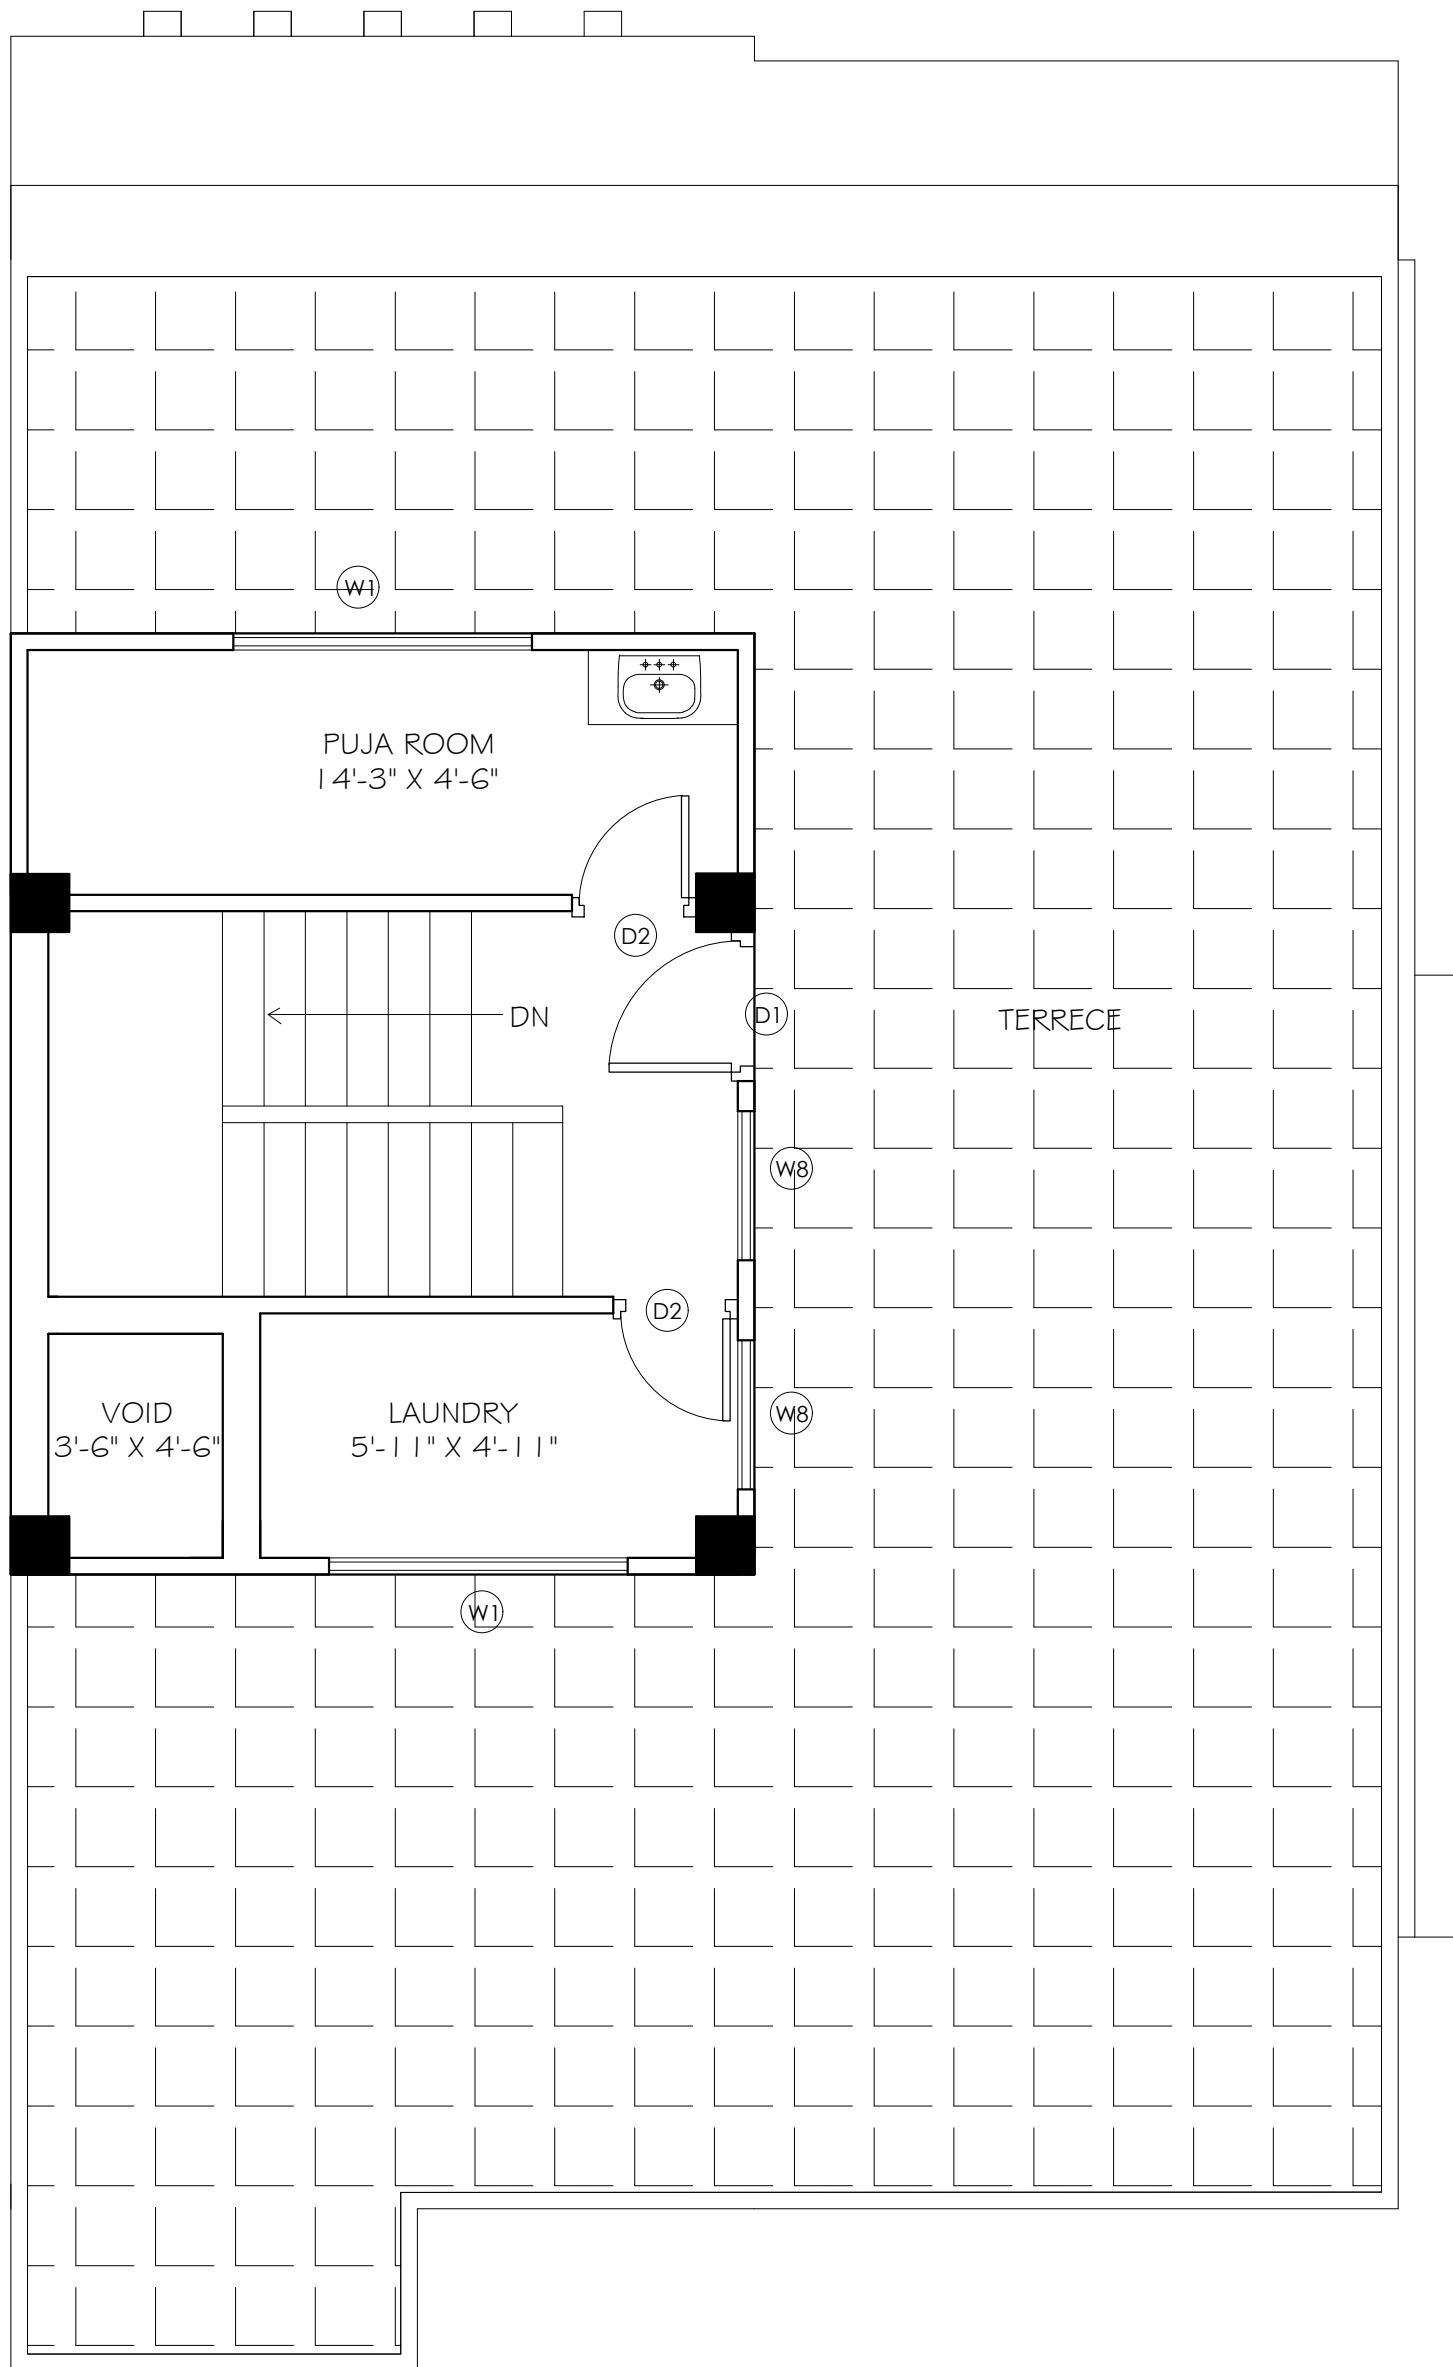 W1
PUJA ROOM
14'-3" X 4'-6"
D2
DN
D1
TERRECE
W8
D2
VOID
3'-6" X 4'-6"
LAUNDRY
5'-11" X 4'-11"
W8
W1